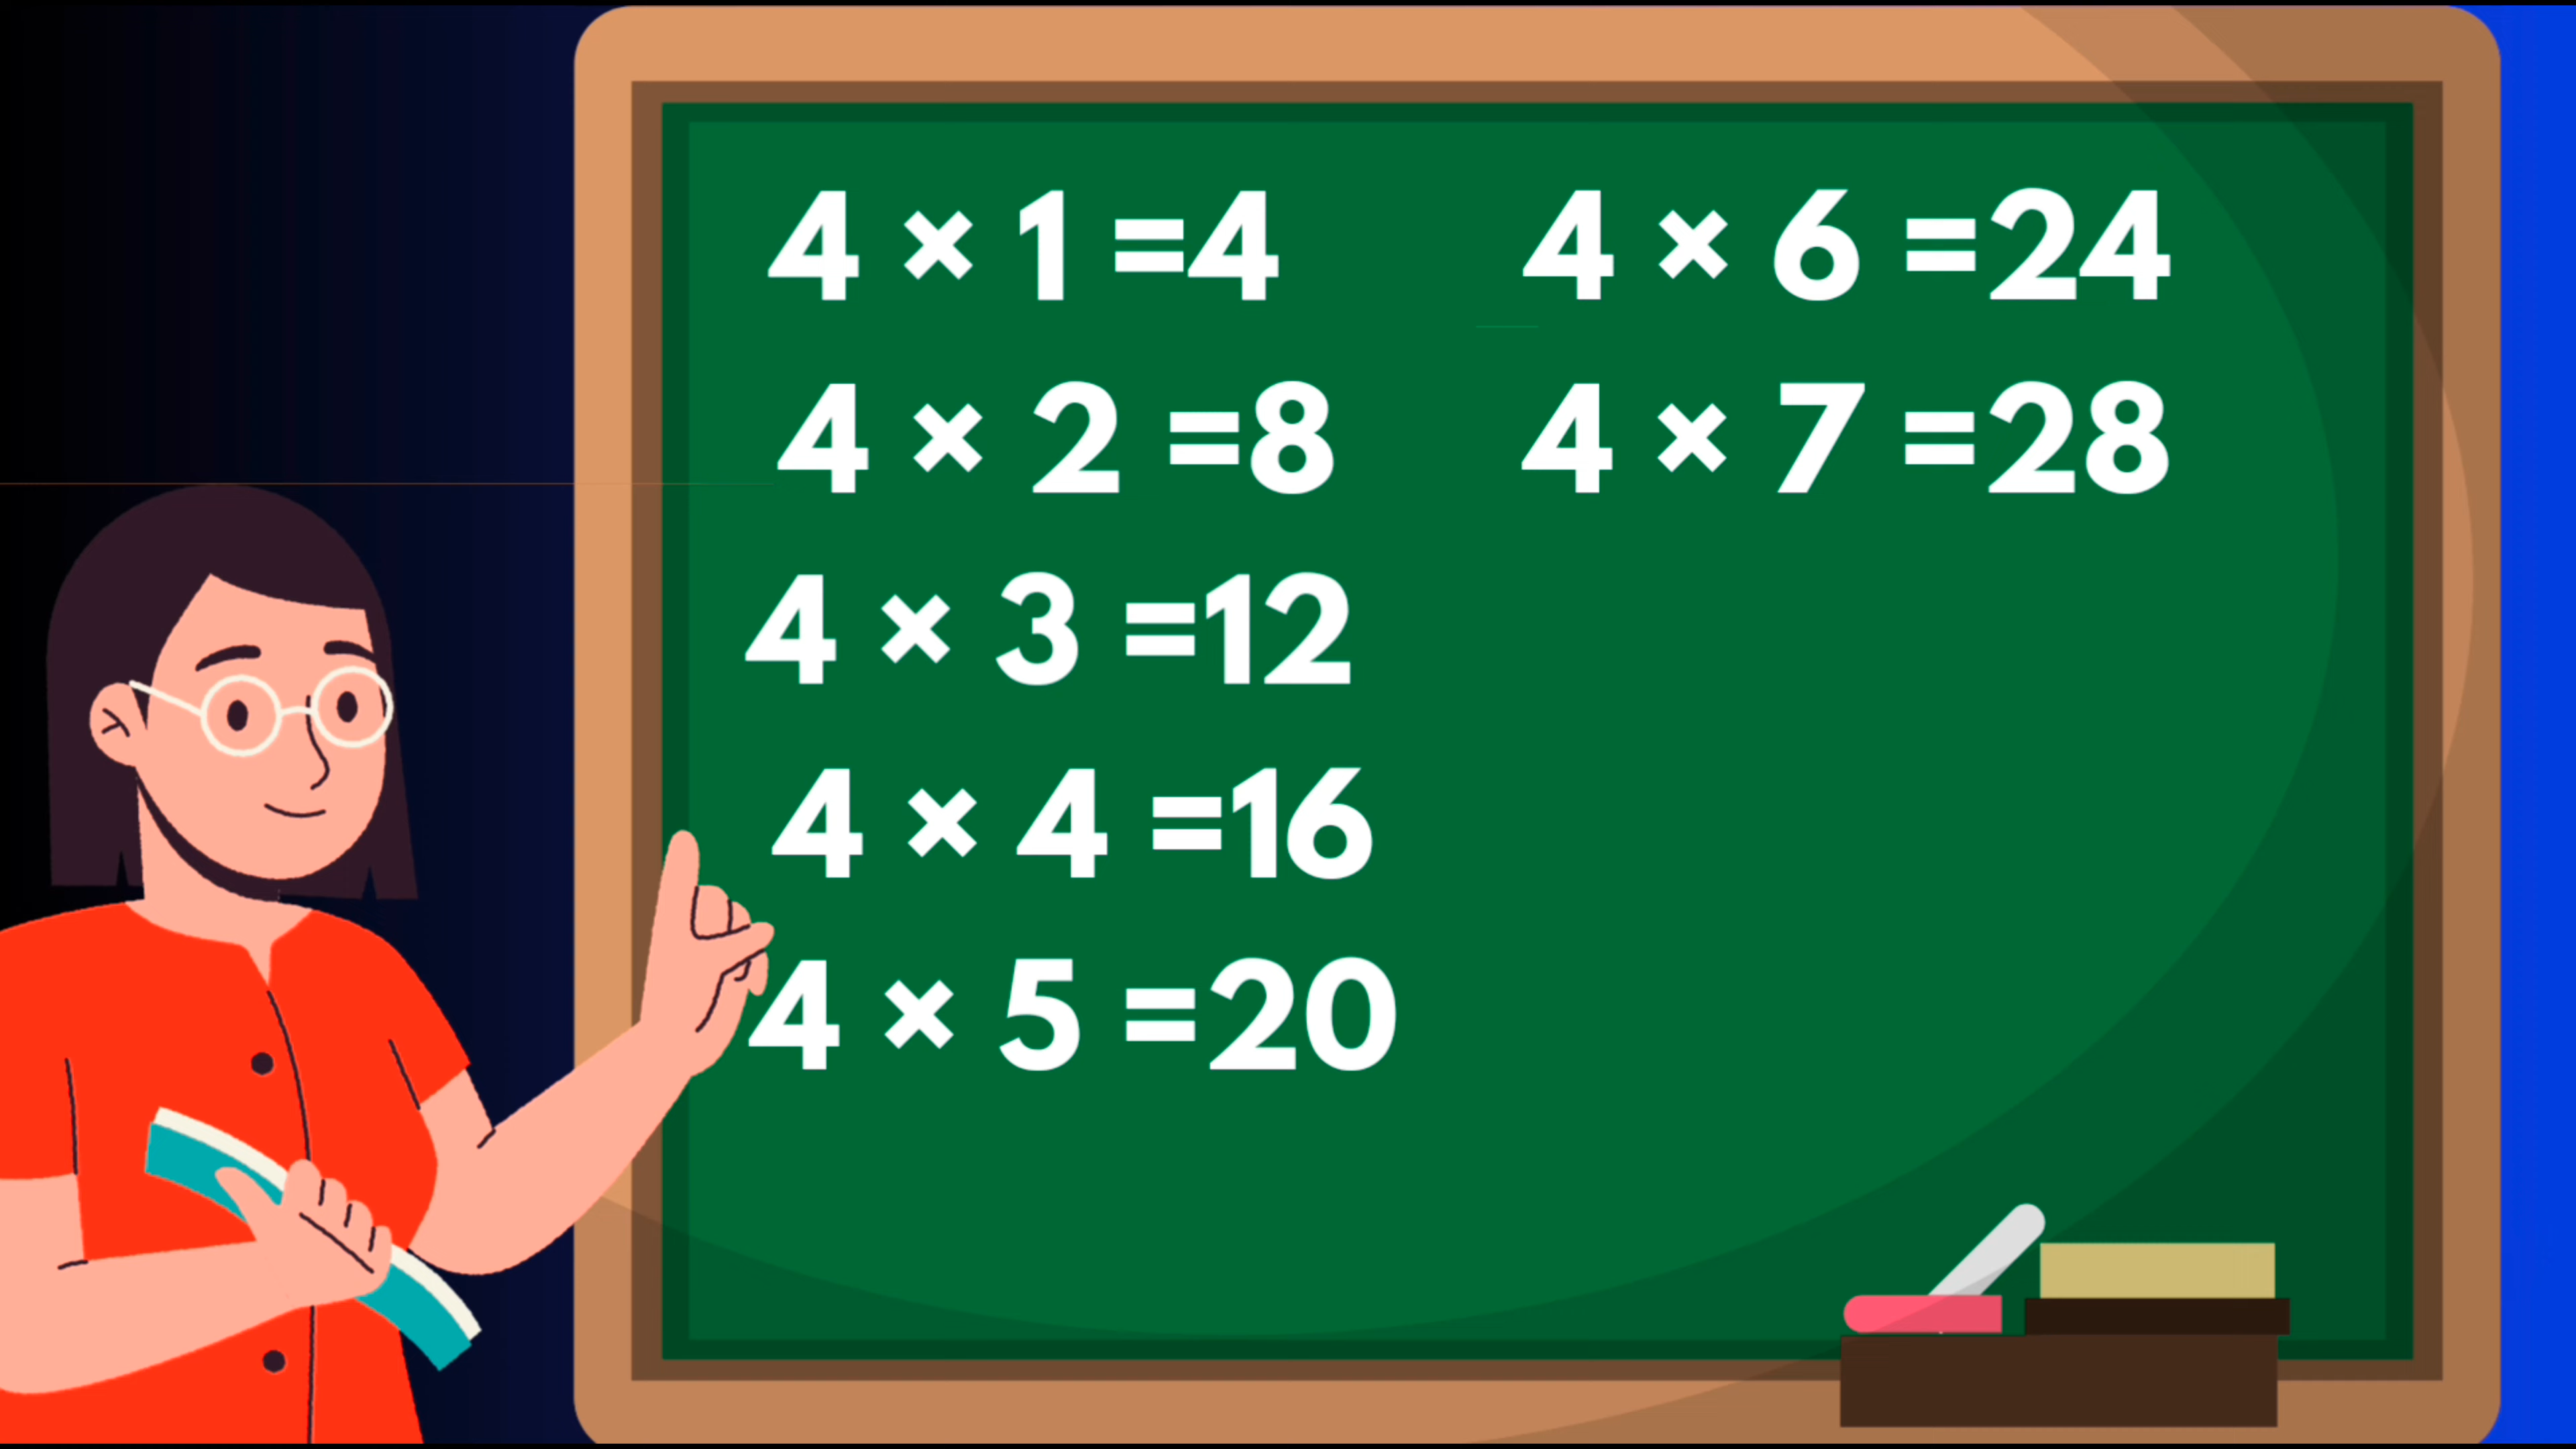 4 × 1 =4
4 × 2 =8
4 × 3 =12
4 × 4 =16
4 × 5 =20
4 × 6 =24
4 × 7 =28